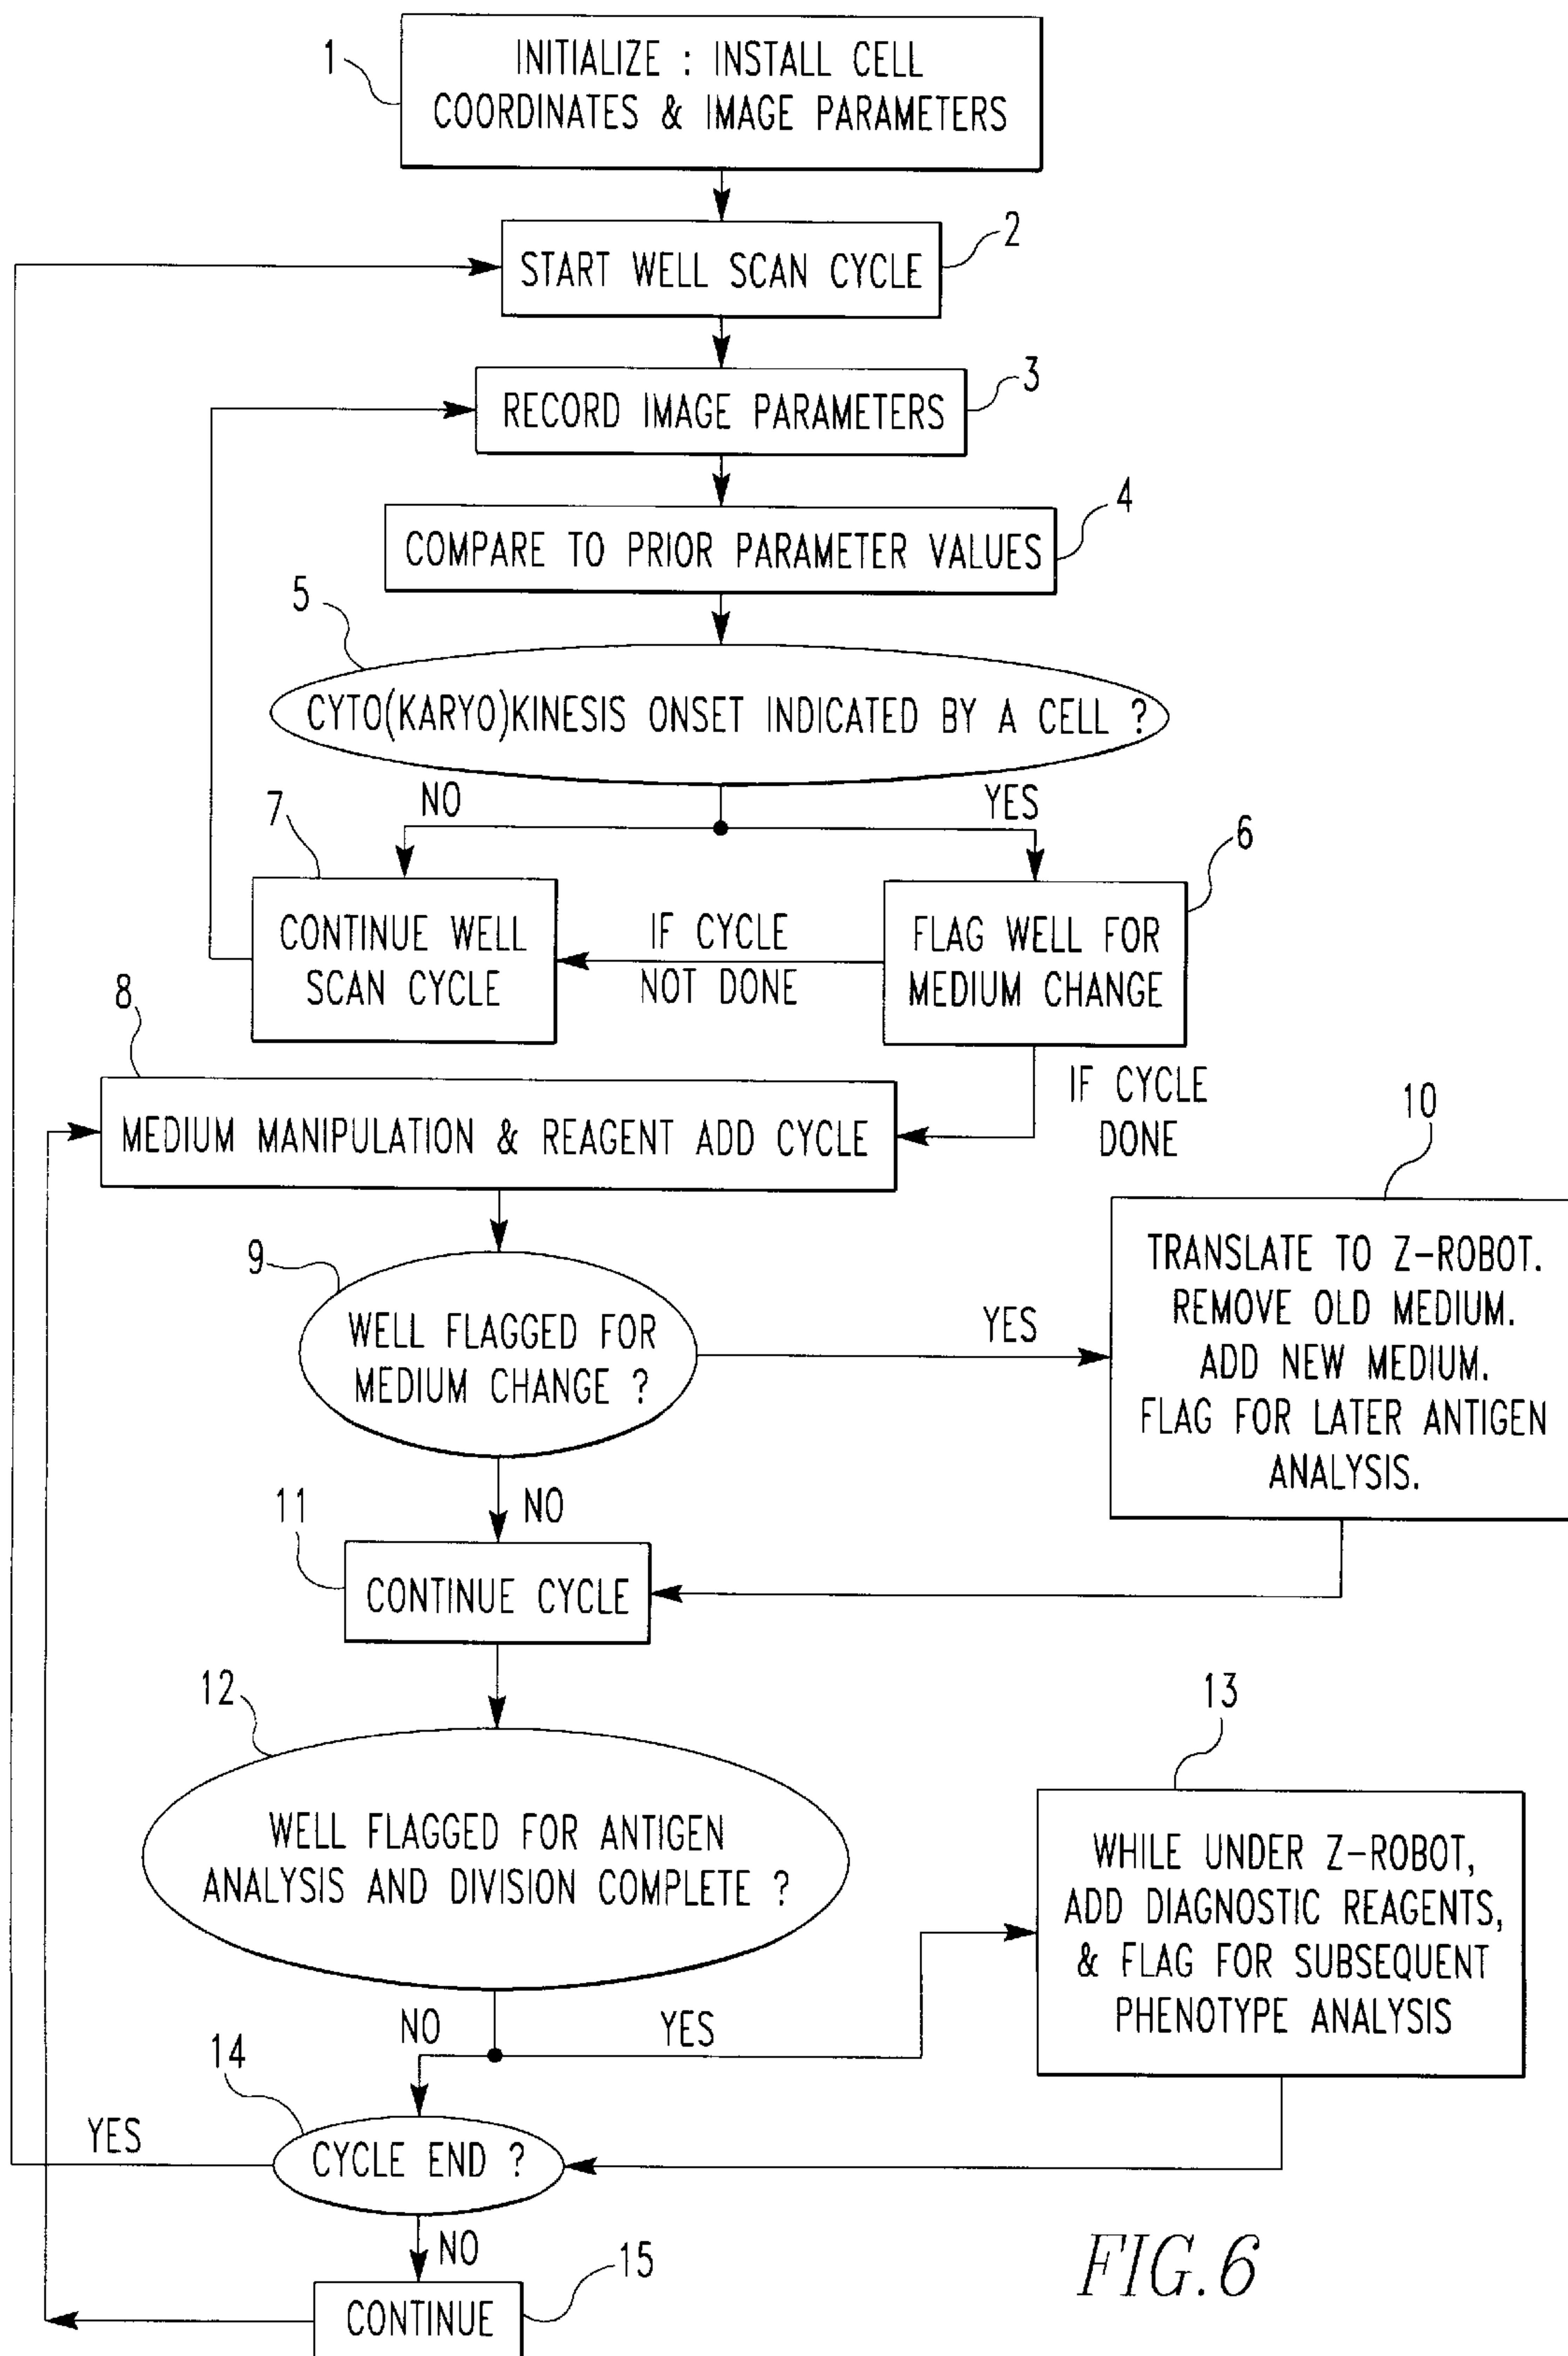 1
INITIALIZE : INSTALL CELL
COORDINATES & IMAGE PARAMETERS
2
START WELL SCAN CYCLE
3
RECORD IMAGE PARAMETERS
4
COMPARE TO PRIOR PARAMETER VALUES
5
CYTO(KARYO)KINESIS ONSET INDICATED BY A CELL ?
NO
YES
7
CONTINUE WELL
SCAN CYCLE
IF CYCLE
NOT DONE
6
FLAG WELL FOR
MEDIUM CHANGE
IF CYCLE
DONE
8
MEDIUM MANIPULATION & REAGENT ADD CYCLE
9
WELL FLAGGED FOR
MEDIUM CHANGE ?
YES
10
TRANSLATE TO Z-ROBOT.
REMOVE OLD MEDIUM.
ADD NEW MEDIUM.
FLAG FOR LATER ANTIGEN
ANALYSIS.
NO
11
CONTINUE CYCLE
12
WELL FLAGGED FOR ANTIGEN
ANALYSIS AND DIVISION COMPLETE ?
13
WHILE UNDER Z-ROBOT,
ADD DIAGNOSTIC REAGENTS,
& FLAG FOR SUBSEQUENT
PHENOTYPE ANALYSIS
NO
YES
14
CYCLE END ?
YES
NO
15
CONTINUE
FIG.6